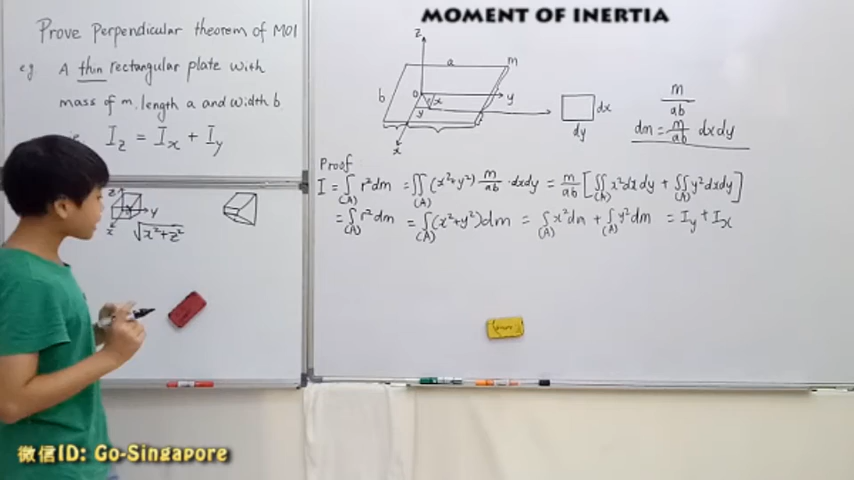 MOMENT OF INERTIA
Prove Perpendicular theorem of MOI
eg A thin rectangular plate with
mass of m, length a and width b
I_z = I_x + I_y
z
y
x
√x²+z²
z
a
m
b
O
x
y
y
x
dx
dy
m/ab
dm = m/ab dxdy
Proof
I = ∫(A) r²dm = ∬(A) (x²+y²) m/ab · dxdy = m/ab [∬(A) x²dxdy + ∬(A) y²dxdy]
= ∫(A) r²dm = ∫(A) (x²+y²)dm = ∫(A) x²dm + ∫(A) y²dm = I_y + I_x
微信ID: Go-Singapore